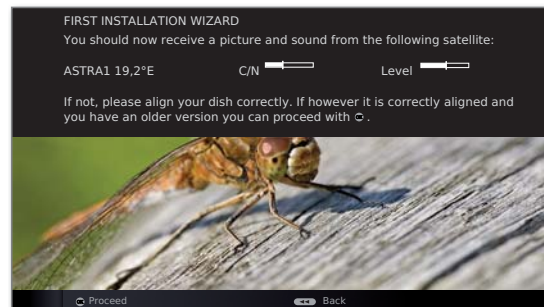 FIRST INSTALLATION WIZARD
You should now receive a picture and sound from the following satellite:
ASTRA1 19,2°E C/N Level
If not, please align your dish correctly. If however it is correctly aligned and
you have an older version you can proceed with OK .
OK Proceed
Back